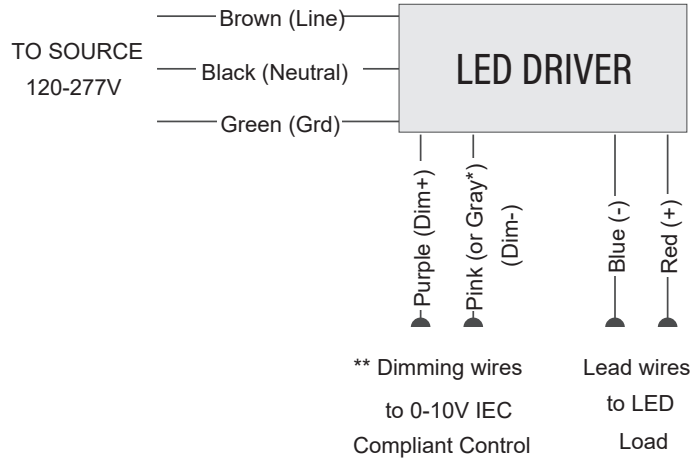 Brown (Line)
TO SOURCE
120-277V
Black (Neutral)
Green (Grd)
LED DRIVER
Purple (Dim+)
Pink (or Gray*)
(Dim-)
Blue (-)
Red (+)
** Dimming wires
to 0-10V IEC
Compliant Control
Lead wires
to LED
Load